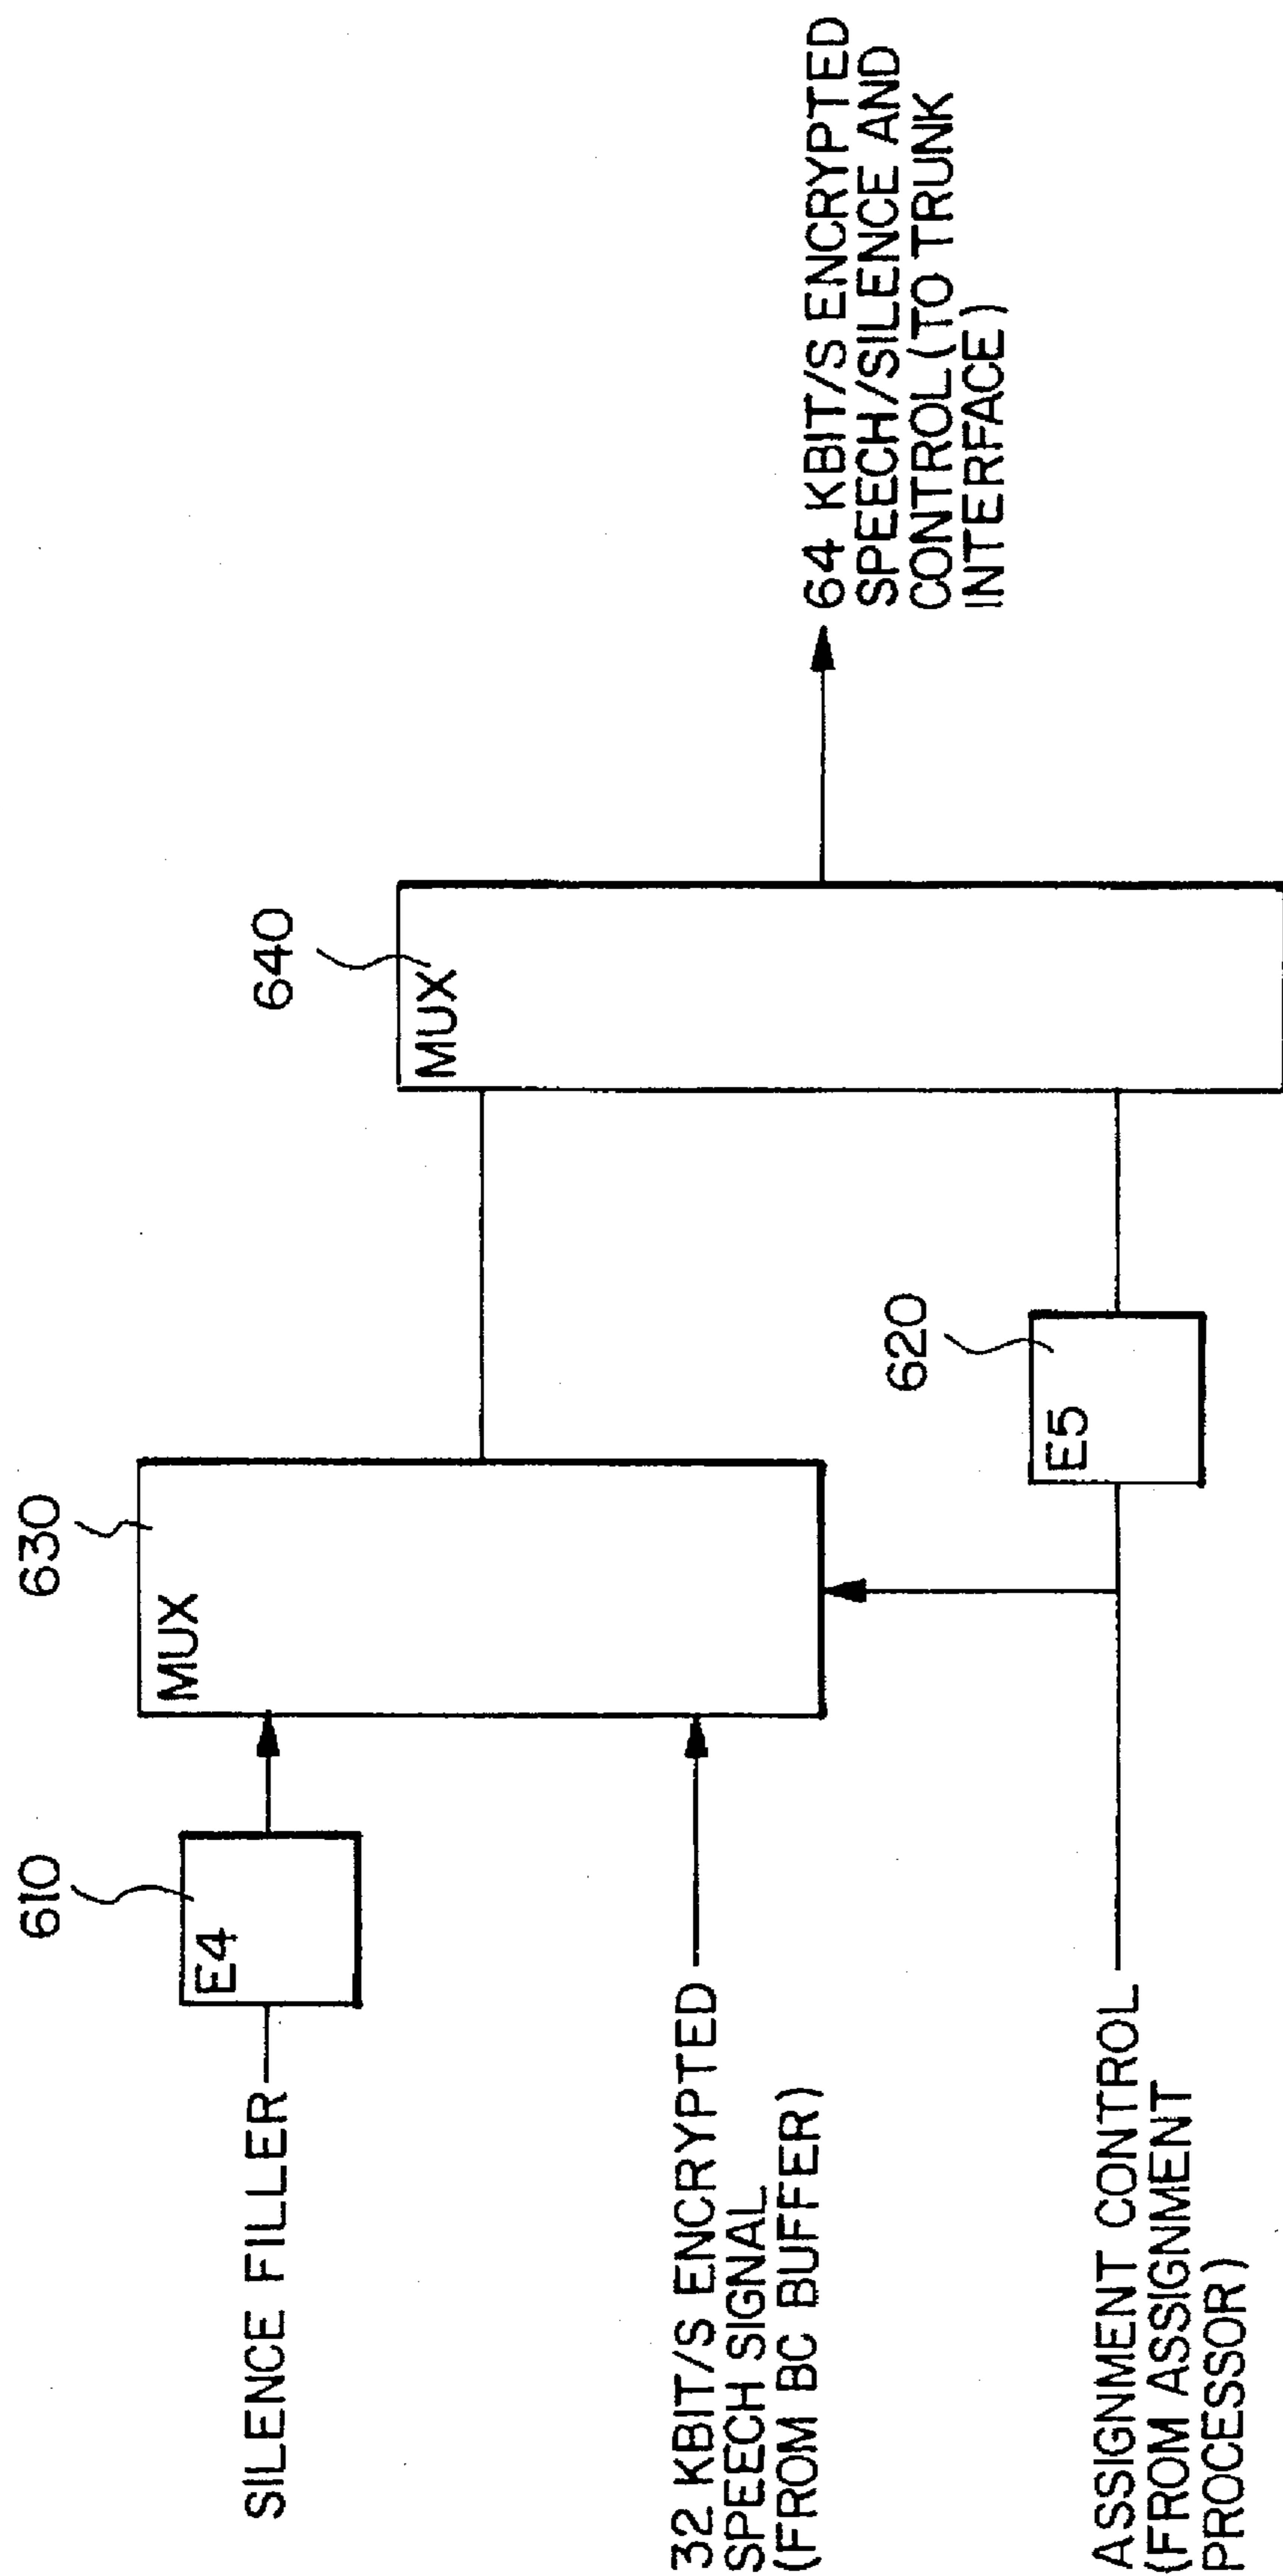 SILENCE FILLER
E4
610
MUX
630
32 KBIT/S ENCRYPTED
SPEECH SIGNAL
(FROM BC BUFFER)
ASSIGNMENT CONTROL
(FROM ASSIGNMENT
PROCESSOR)
E5
620
MUX
640
64 KBIT/S ENCRYPTED
SPEECH/SILENCE AND
CONTROL (TO TRUNK
INTERFACE)